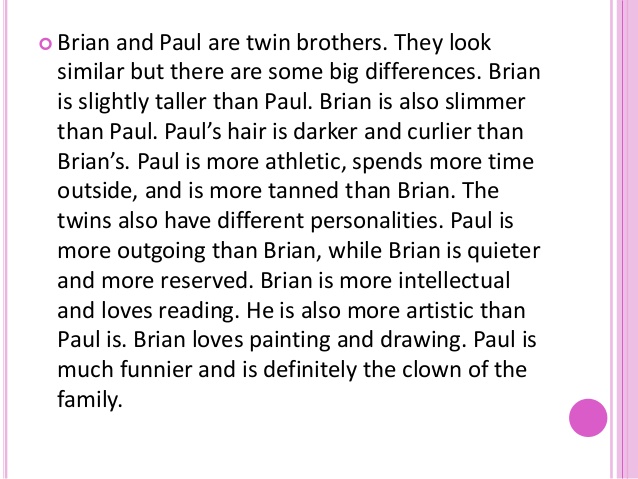 Brian and Paul are twin brothers. They look
similar but there are some big differences. Brian
is slightly taller than Paul. Brian is also slimmer
than Paul. Paul’s hair is darker and curlier than
Brian’s. Paul is more athletic, spends more time
outside, and is more tanned than Brian. The
twins also have different personalities. Paul is
more outgoing than Brian, while Brian is quieter
and more reserved. Brian is more intellectual
and loves reading. He is also more artistic than
Paul is. Brian loves painting and drawing. Paul is
much funnier and is definitely the clown of the
family.